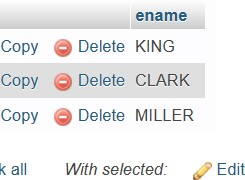 ename
Copy Delete KING
Copy Delete CLARK
Copy Delete MILLER
k all With selected: Edit